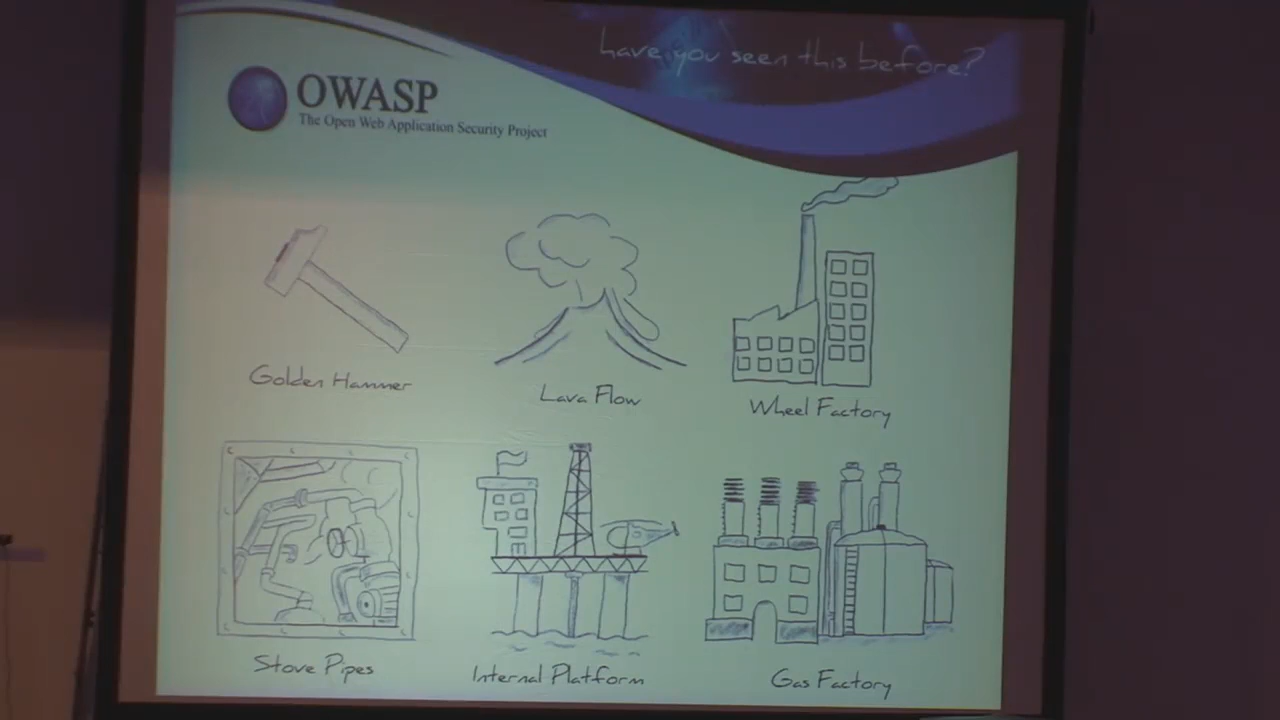 have you seen this before?
OWASP
The Open Web Application Security Project
Golden Hammer
Lava Flow
Wheel Factory
Stove Pipes
Internal Platform
Gas Factory